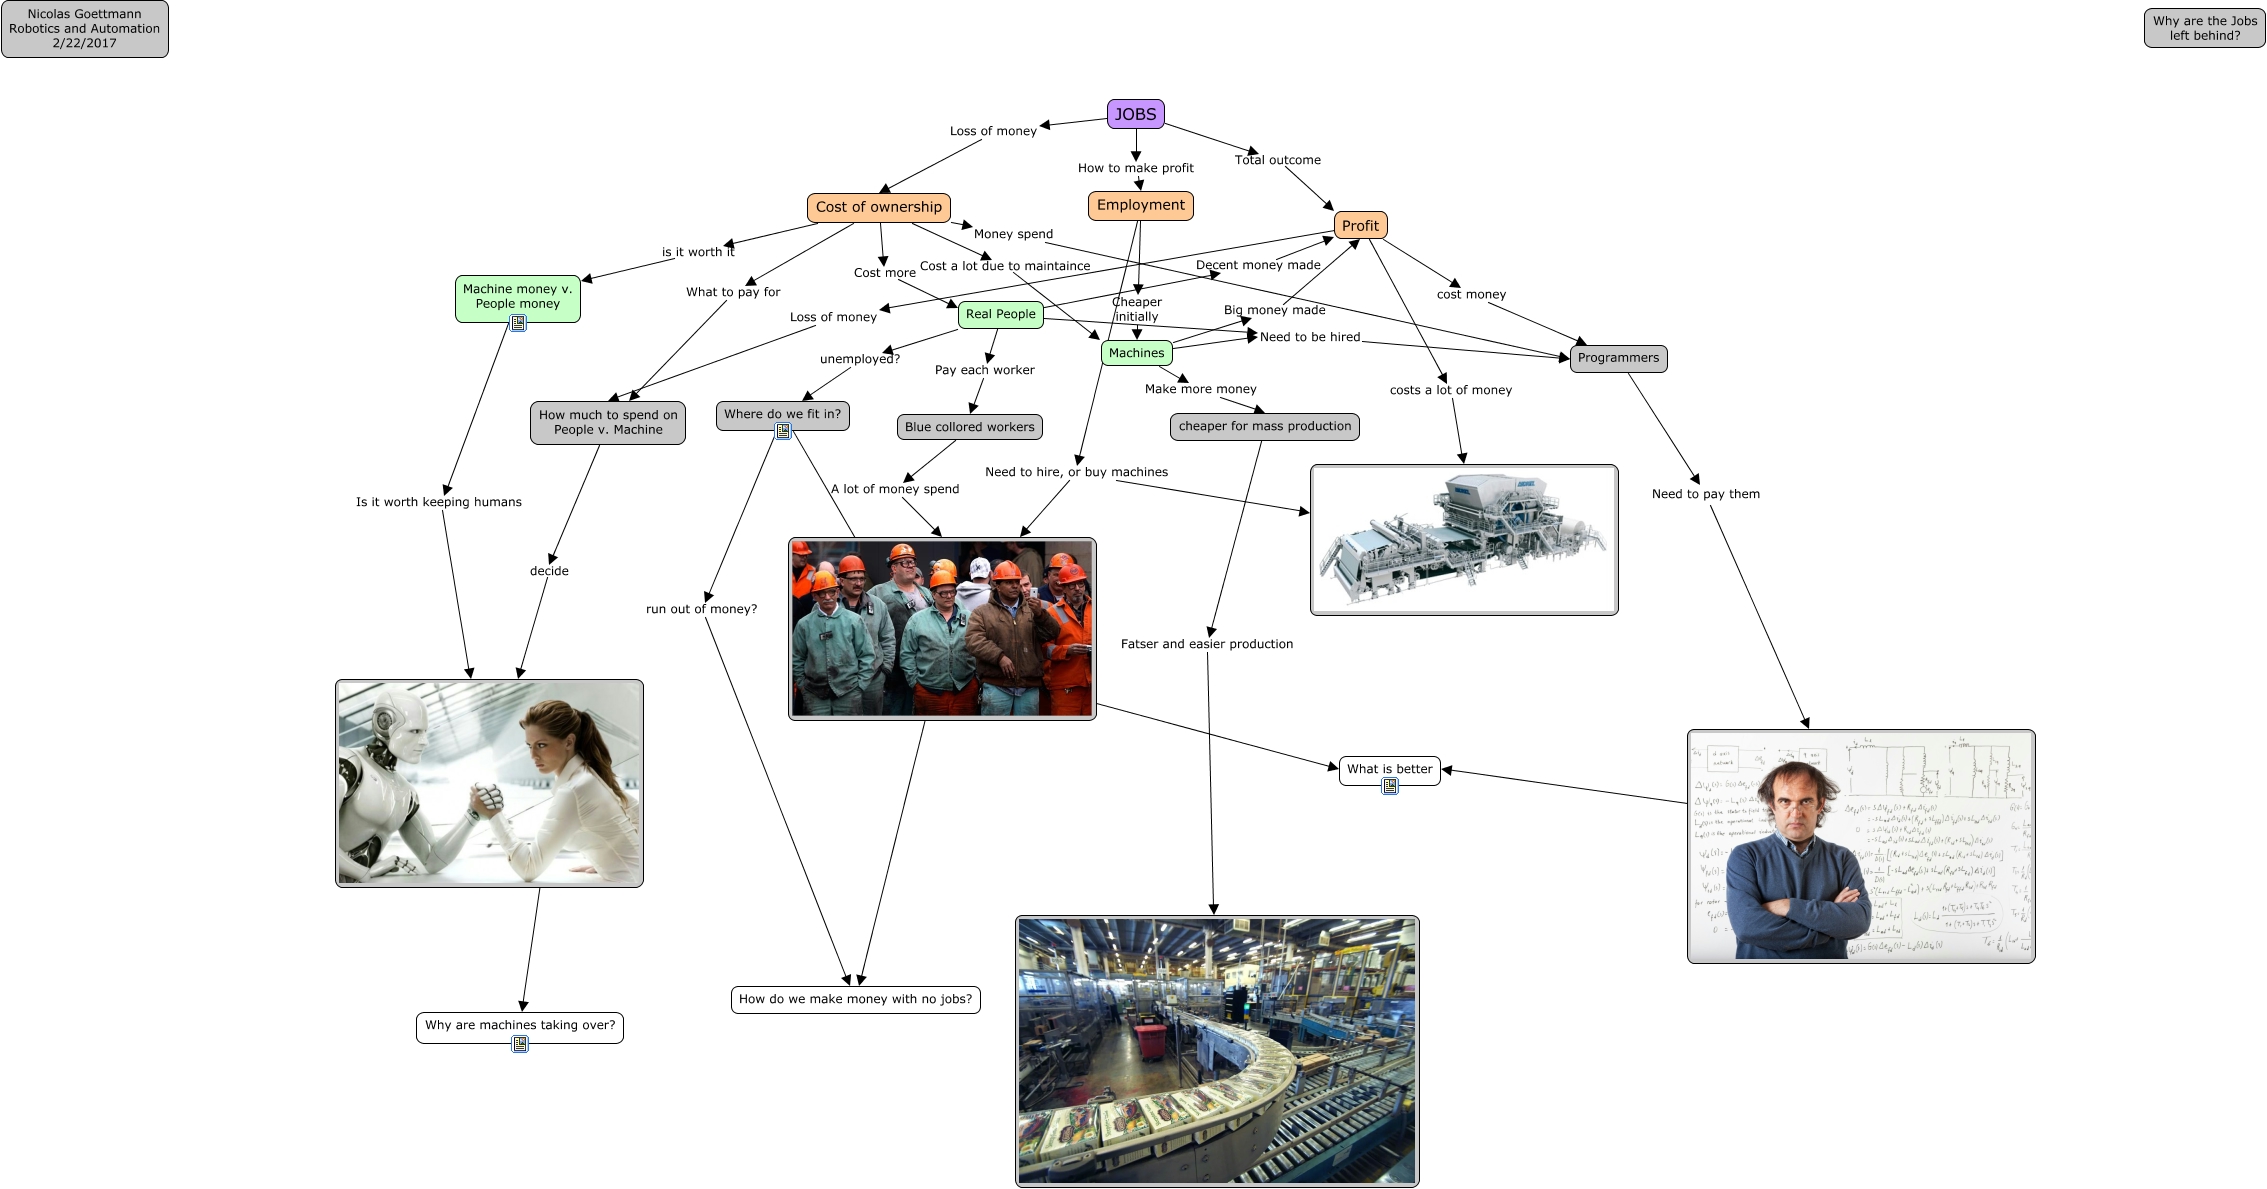 Nicolas Goettmann
Robotics and Automation
2/22/2017
Why are the Jobs
left behind?
JOBS
Loss of money
How to make profit
Total outcome
Cost of ownership
Employment
Profit
Money spend
is it worth it
Cost more
Cost a lot due to maintaince
Decent money made
Machine money v.
People money
What to pay for
cost money
Loss of money
Real People
Cheaper
initially
Big money made
Need to be hired
unemployed?
Machines
Programmers
Pay each worker
Make more money
costs a lot of money
How much to spend on
People v. Machine
Where do we fit in?
Blue collored workers
cheaper for mass production
Need to hire, or buy machines
A lot of money spend
Is it worth keeping humans
Need to pay them
decide
run out of money?
Fatser and easier production
What is better
How do we make money with no jobs?
Why are machines taking over?